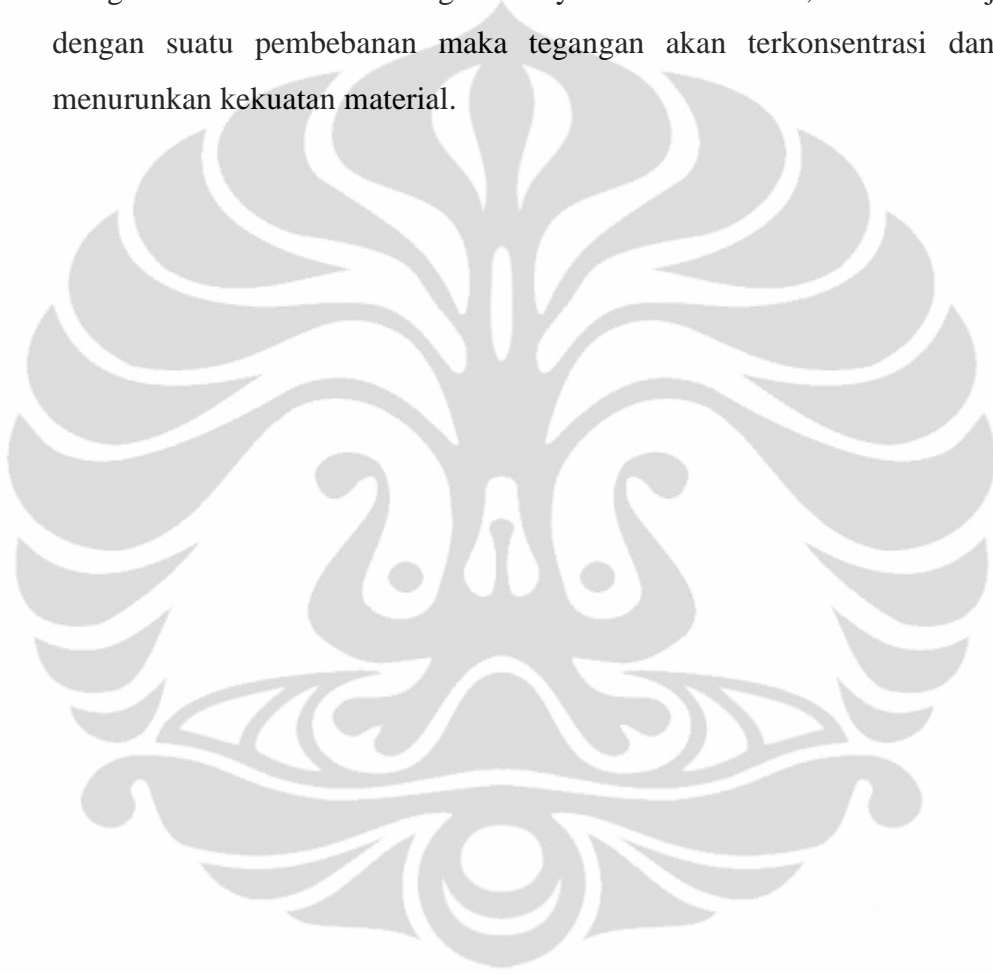 dengan suatu pembebanan maka tegangan akan terkonsentrasi dan
menurunkan kekuatan material.